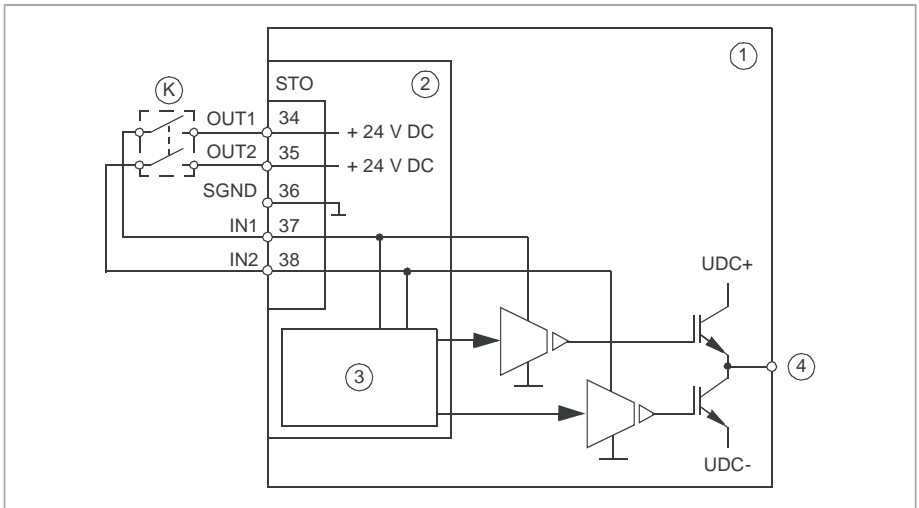 1
STO
2
K
OUT1
34
+ 24 V DC
OUT2
35
+ 24 V DC
SGND
36
IN1
37
IN2
38
UDC+
3
4
UDC-